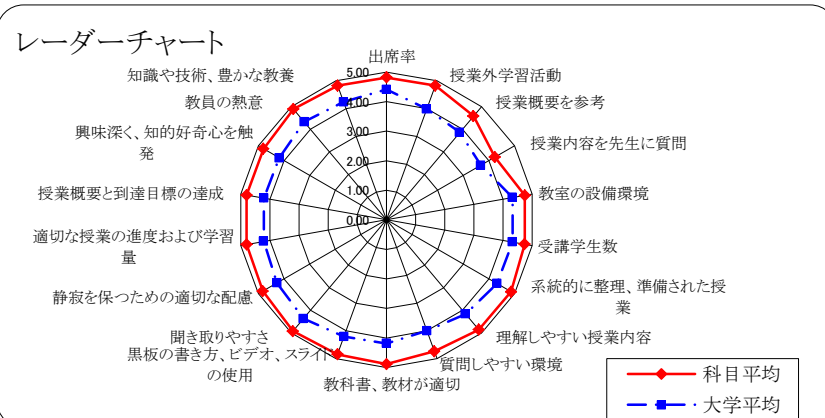 レーダーチャート
出席率
授業外学習活動
授業概要を参考
授業内容を先生に質問
教室の設備環境
受講学生数
系統的に整理、準備された授
業
理解しやすい授業内容
質問しやすい環境
教科書、教材が適切
黒板の書き方、ビデオ、スライド
の使用
聞き取りやすさ
静寂を保つための適切な配慮
適切な授業の進度および学習
量
授業概要と到達目標の達成
興味深く、知的好奇心を触
発
教員の熱意
知識や技術、豊かな教養
5.00
4.00
3.00
2.00
1.00
0.00
科目平均
大学平均